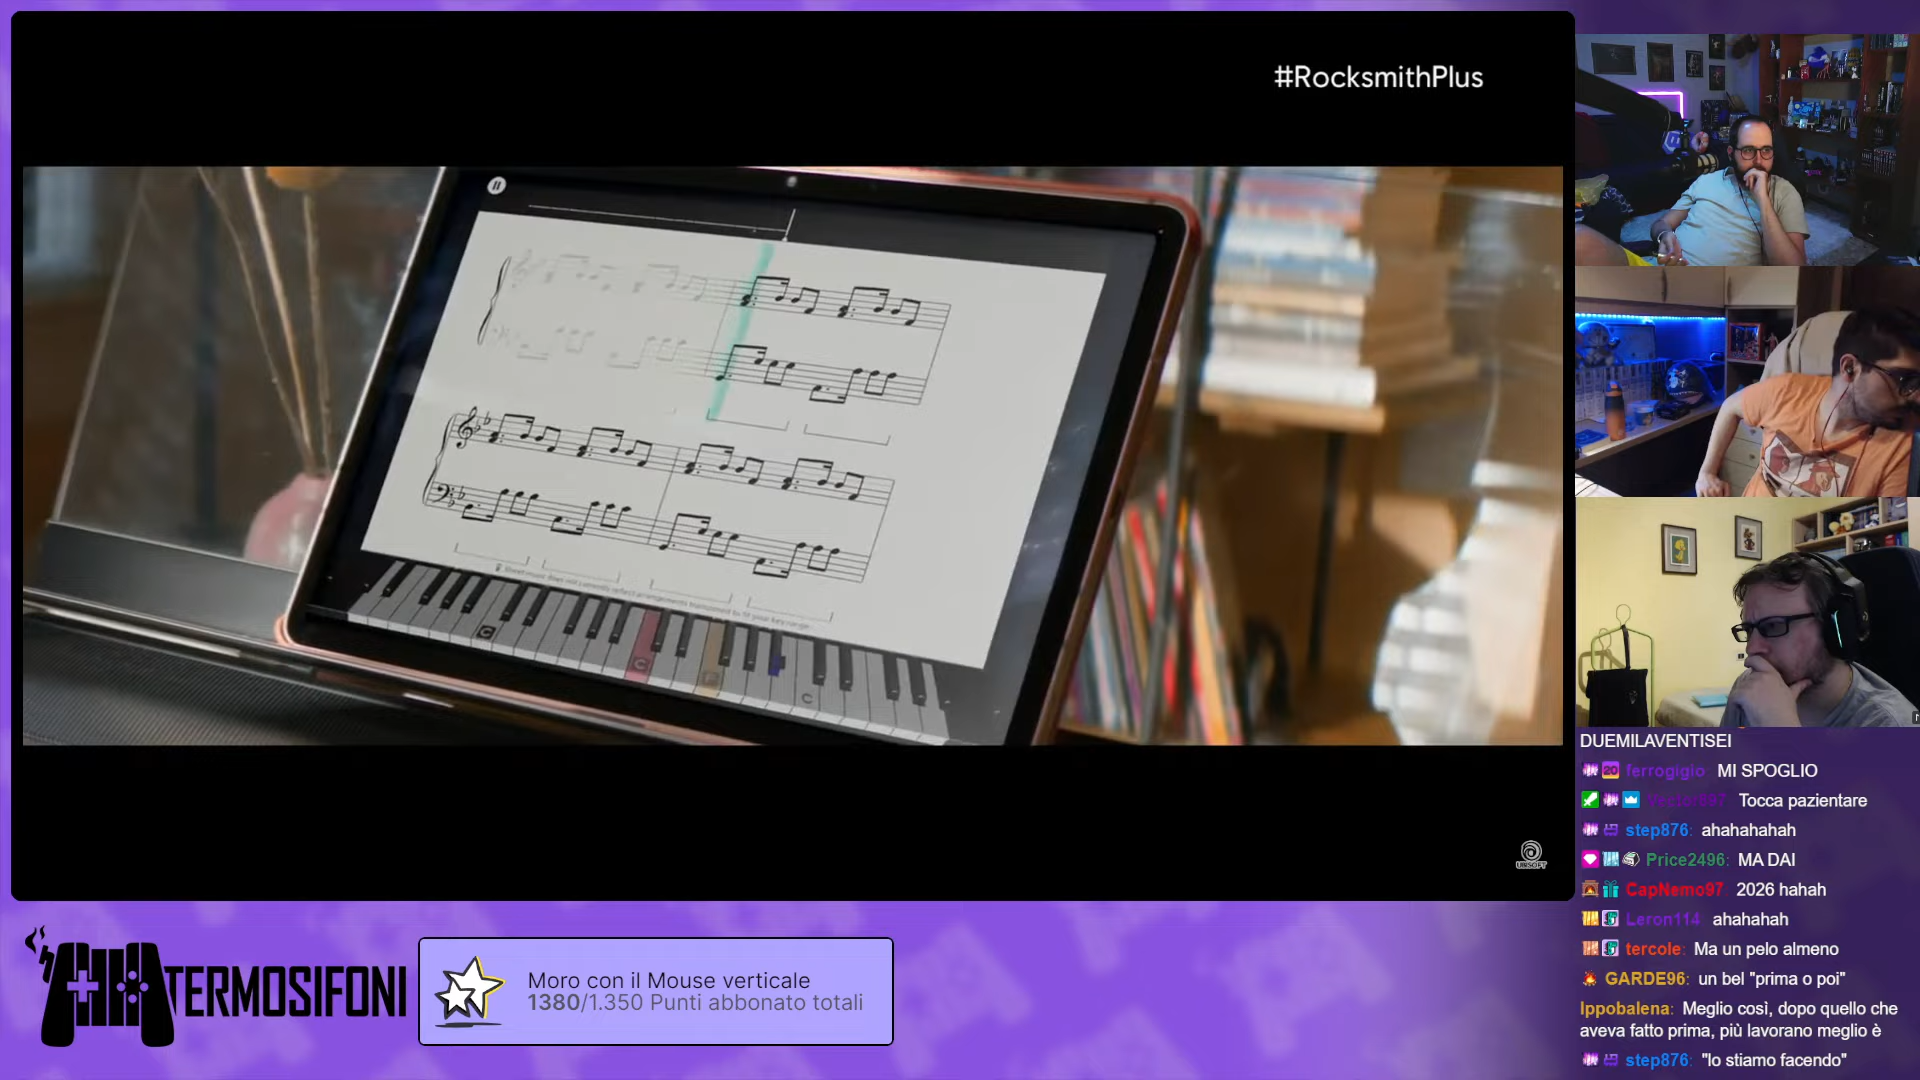 #RocksmithPlus
C
C
C
UBISOFT
TERMOSIFONI
Moro con il Mouse verticale
1380/1.350 Punti abbonato totali
DUEMILAVENTISEI
ferrogigio: MI SPOGLIO
Tocca pazientare
step876: ahahahahah
Price2496: MA DAI
CapNemo97: 2026 hahah
Leron114: ahahahah
tercole: Ma un pelo almeno
GARDE96: un bel "prima o poi"
Ippobalena: Meglio così, dopo quello che
aveva fatto prima, più lavorano meglio è
step876: "lo stiamo facendo"